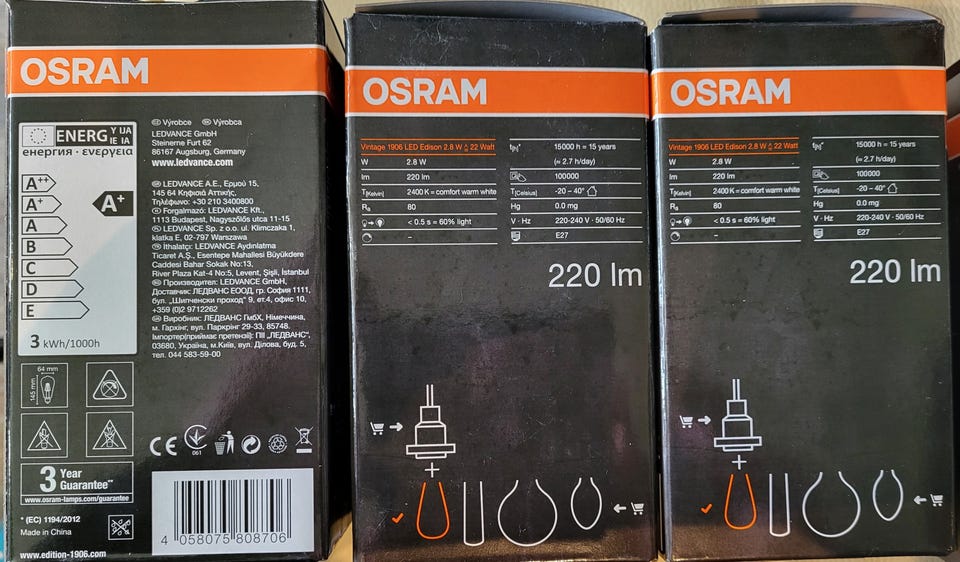 OSRAM
ENERG Y IJA
IE IA
енергия · ενεργεια
A++
A+
A
B
C
D
E
A+
3 kWh/1000h
64 mm
145 mm
3 Year
Guarantee**
www.osram-lamps.com/guarantee
* (EC) 1194/2012
Made in China
www.edition-1906.com
Výrobce Výrobca
LEDVANCE GmbH
Steinerne Furt 62
86167 Augsburg, Germany
www.ledvance.com
LEDVANCE A.E., Ερμού 15,
145 64 Κηφισιά Αττικής,
Τηλέφωνο: +30 210 3400800
Forgalmazó: LEDVANCE Kft.,
1113 Budapest, Nagyszőlős utca 11-15
LEDVANCE Sp. z o.o. ul. Klimczaka 1,
klatka E, 02-797 Warszawa
İthalatçı: LEDVANCE Aydınlatma
Ticaret A.Ş., Esentepe Mahallesi Büyükdere
Caddesi Bahar Sokak No:13,
River Plaza Kat-4 No:5, Levent, Şişli, İstanbul
Производител: LEDVANCE GmbH,
Доставчик: ЛЕДВАНС ЕООД, гр. София 1111,
бул. „Шипченски проход" 9, ет.4, офис 10,
+359 (0)2 9712262
Виробник: ЛЕДВАНС ГмбХ, Німеччина,
м. Гархінг, вул. Паркринг 29-33, 85748.
Імпортер(приймає претензії): ПІІ „ЛЕДВАНС",
03680, Україна, м.Київ, вул. Ділова, буд. 5,
тел. 044 583-59-00
CE
061
4 058075 808706
OSRAM
Vintage 1906 LED Edison 2.8 W ≙ 22 Watt
W 2.8 W
lm 220 lm
T[Kelvin] 2400 K = comfort warm white
Ra 80
< 0.5 s = 60% light
–
t[h]* 15000 h = 15 years
(≈ 2.7 h/day)
100000
T[Celsius] -20 – 40°
Hg 0.0 mg
V · Hz 220-240 V · 50/60 Hz
E27
220 lm
OSRAM
Vintage 1906 LED Edison 2.8 W ≙ 22 Watt
W 2.8 W
lm 220 lm
T[Kelvin] 2400 K = comfort warm white
Ra 80
< 0.5 s = 60% light
–
t[h]* 15000 h = 15 years
(≈ 2.7 h/day)
100000
T[Celsius] -20 – 40°
Hg 0.0 mg
V · Hz 220-240 V · 50/60 Hz
E27
220 lm